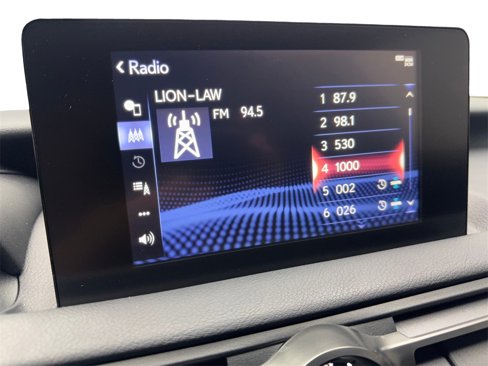 < Radio
LION-LAW
FM 94.5
1 87.9
2 98.1
3 530
4 1000
5 002
6 026